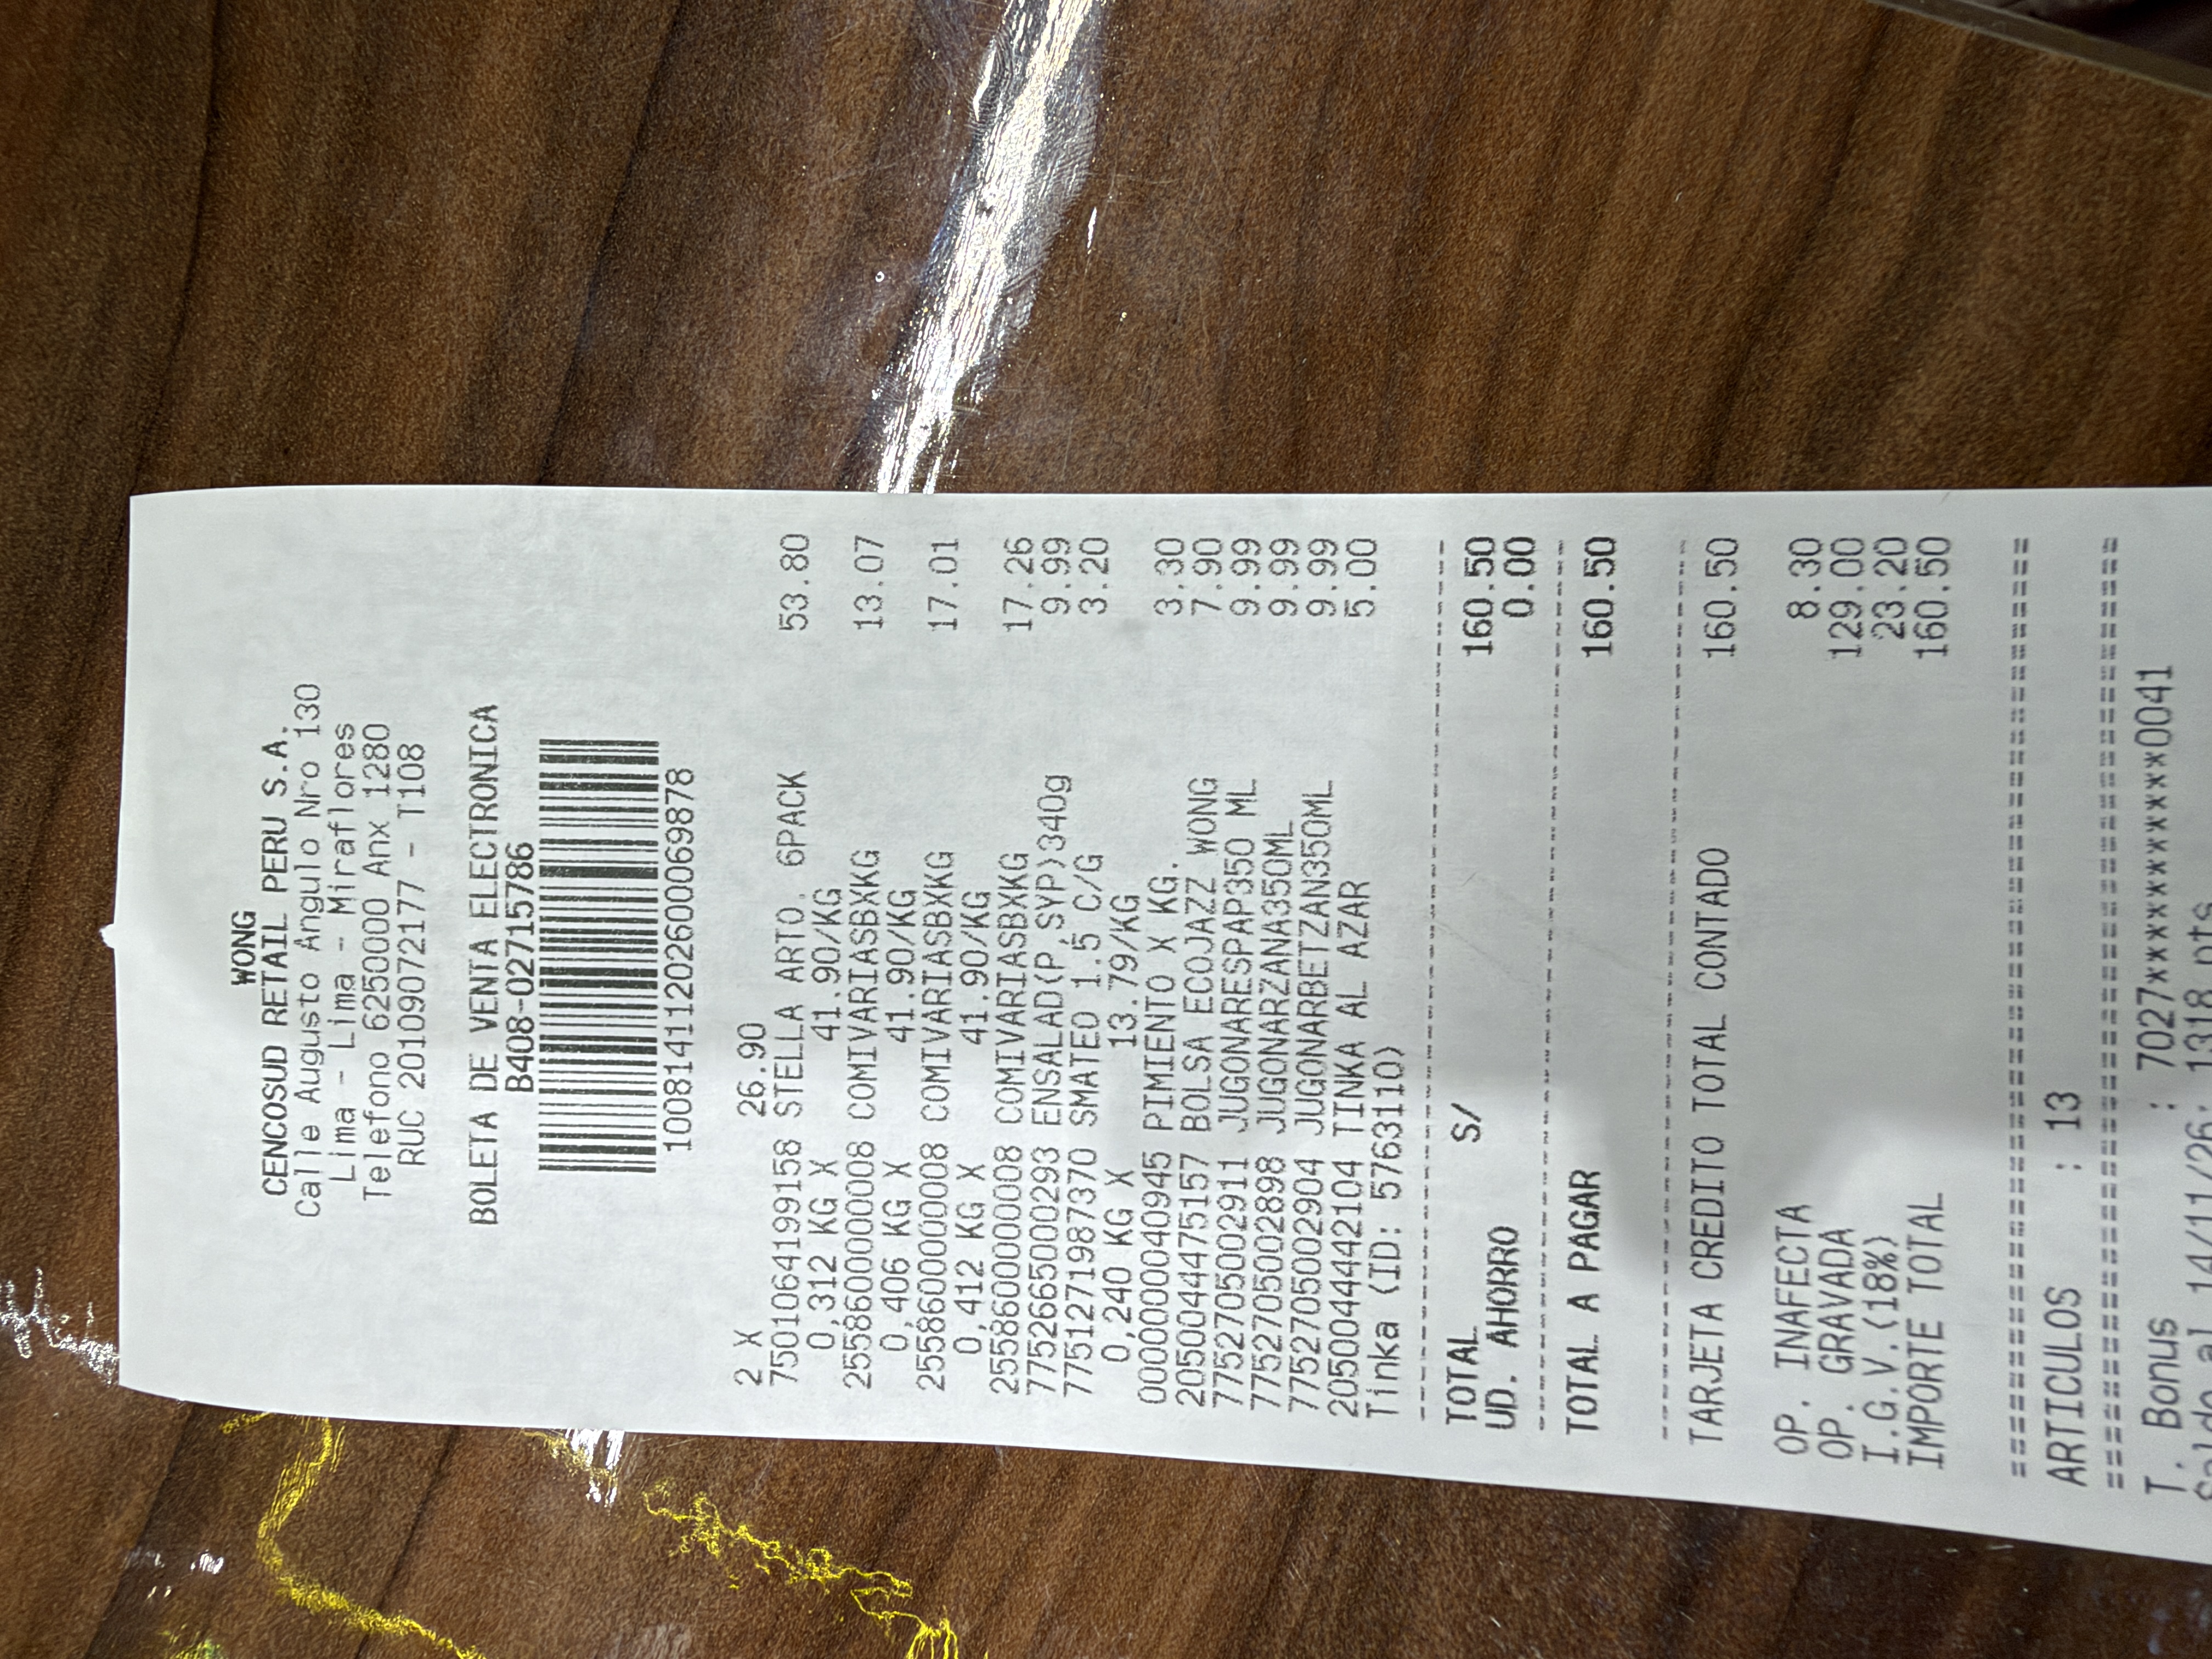 WONG
CENCOSUD RETAIL PERU S.A.
Calle Augusto Angulo Nro 130
Lima - Lima - Miraflores
Telefono 6250000 Anx 1280
RUC 20109072177 - T108
BOLETA DE VENTA ELECTRONICA
B408-02715786
10081411202600069878
2 X 26.90
7501064199158 STELLA ARTO. 6PACK 53.80
0,312 KG X 41.90/KG
2558600000008 COMIVARIASBXKG 13.07
0,406 KG X 41.90/KG
2558600000008 COMIVARIASBXKG 17.01
0,412 KG X 41.90/KG
2558600000008 COMIVARIASBXKG 17.26
7752665000293 ENSALAD(P,SYP)340g 9.99
7751271987370 SMATEO 1.5 C/G 3.20
0,240 KG X 13.79/KG
0000000040945 PIMIENTO X KG. 3.30
2050044475157 BOLSA ECOJAZZ WONG 7.90
7752705002911 JUGONARESPAP350 ML 9.99
7752705002898 JUGONARZANA350ML 9.99
7752705002904 JUGONARBETZAN350ML 9.99
2050044442104 TINKA AL AZAR 5.00
Tinka (ID: 5763110)
TOTAL S/ 160.50
UD. AHORRO 0.00
TOTAL A PAGAR 160.50
TARJETA CREDITO TOTAL CONTADO 160.50
OP. INAFECTA 8.30
OP. GRAVADA 129.00
I.G.V.(18%) 23.20
IMPORTE TOTAL 160.50
ARTICULOS : 13
T. Bonus : 7027***********0041
Saldo al 14/11/26: 1318 pts